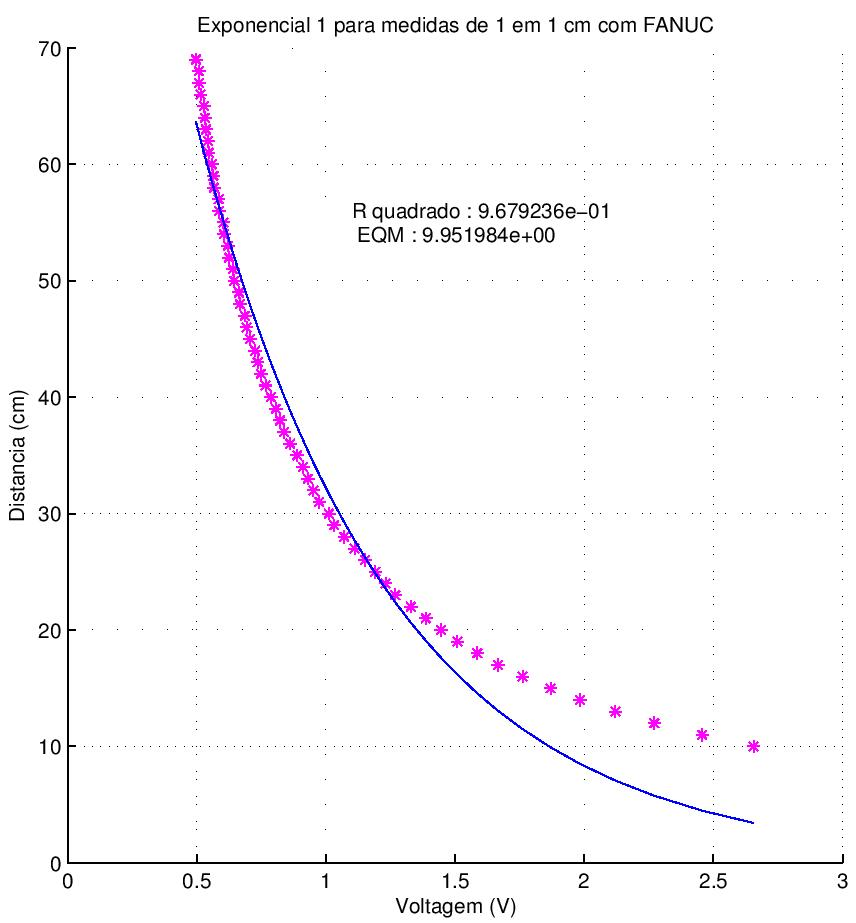 Exponencial 1 para medidas de 1 em 1 cm com FANUC
70
60
50
40
30
20
10
0
Distancia (cm)
R quadrado : 9.679236e−01
EQM : 9.951984e+00
0 0.5 1 1.5 2 2.5 3
Voltagem (V)